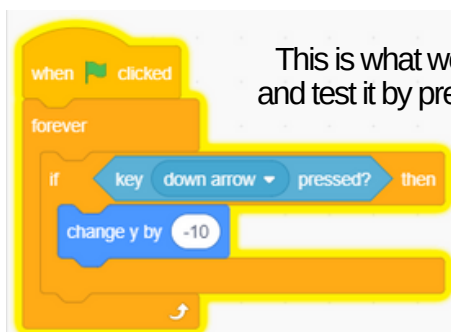 This is what we
and test it by pre
when clicked
forever
if key down arrow pressed? then
change y by -10